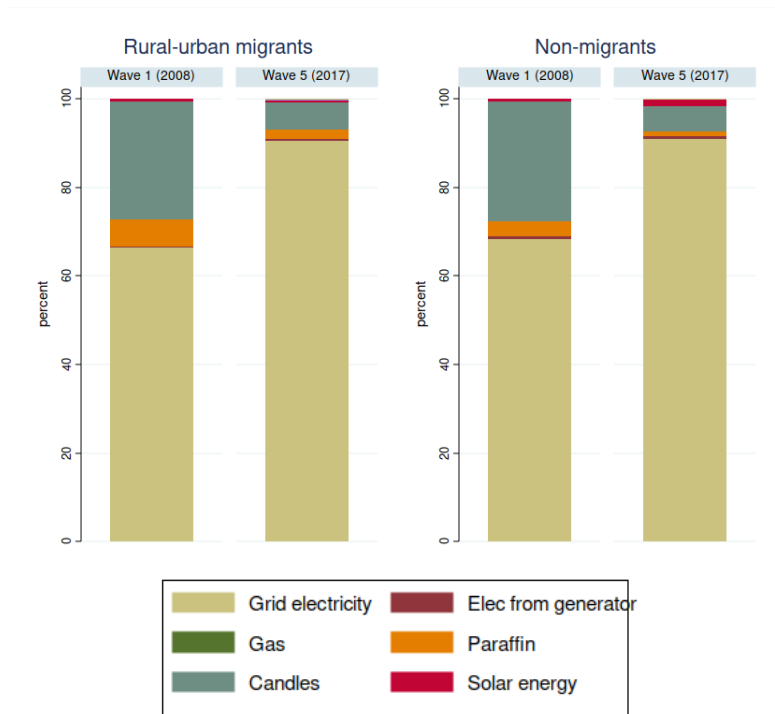 Rural-urban migrants
Non-migrants
Wave 1 (2008)
Wave 5 (2017)
Wave 1 (2008)
Wave 5 (2017)
percent
100
80
60
40
20
0
percent
100
80
60
40
20
0
Grid electricity
Elec from generator
Gas
Paraffin
Candles
Solar energy